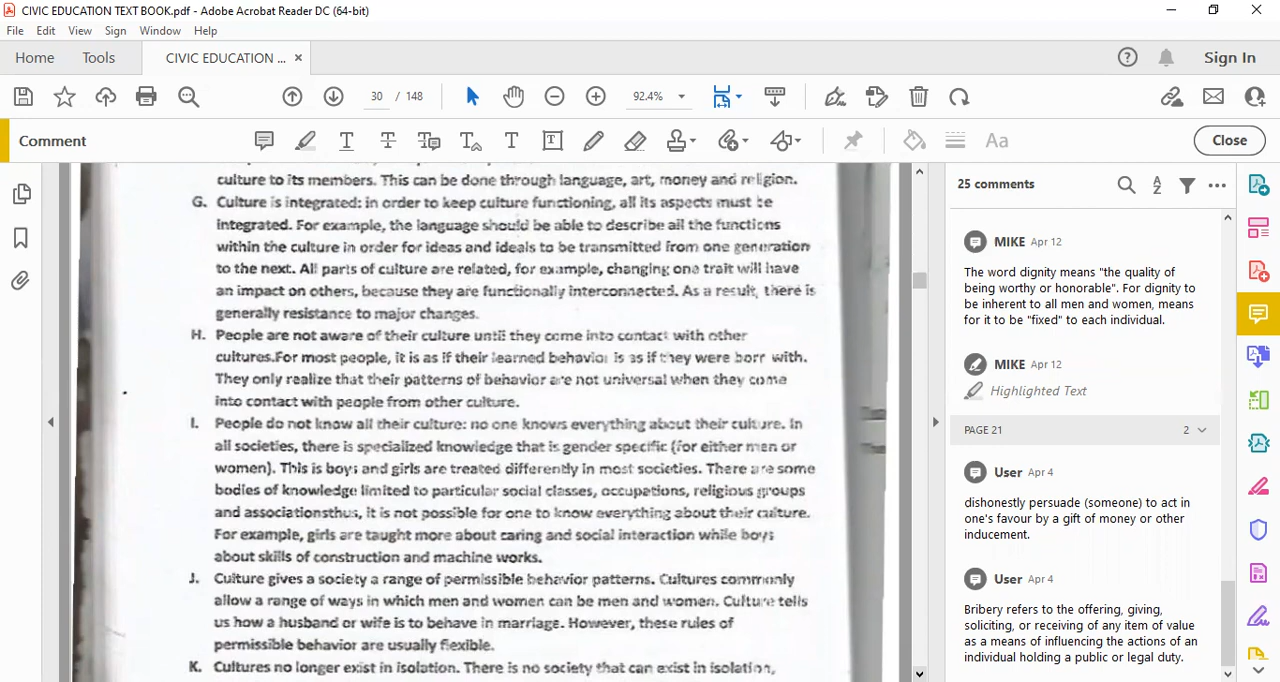 CIVIC EDUCATION TEXT BOOK.pdf - Adobe Acrobat Reader DC (64-bit)
File Edit View Sign Window Help
Home Tools CIVIC EDUCATION ... × Sign In
30 / 148 92.4%
Comment Close
culture to its members. This can be done through language, art, money and religion.
G. Culture is integrated: in order to keep culture functioning, all its aspects must be
integrated. For example, the language should be able to describe all the functions
within the culture in order for ideas and ideals to be transmitted from one generation
to the next. All parts of culture are related, for example, changing one trait will have
an impact on others, because they are functionally interconnected. As a result, there is
generally resistance to major changes.
H. People are not aware of their culture until they come into contact with other
cultures.For most people, it is as if their learned behavior is as if they were born with.
They only realize that their patterns of behavior are not universal when they come
into contact with people from other culture.
I. People do not know all their culture: no one knows everything about their culture. In
all societies, there is specialized knowledge that is gender specific (for either men or
women). This is boys and girls are treated differently in most societies. There are some
bodies of knowledge limited to particular social classes, occupations, religious groups
and associationsthus, it is not possible for one to know everything about their culture.
For example, girls are taught more about caring and social interaction while boys
about skills of construction and machine works.
J. Culture gives a society a range of permissible behavior patterns. Cultures commonly
allow a range of ways in which men and women can be men and women. Culture tells
us how a husband or wife is to behave in marriage. However, these rules of
permissible behavior are usually flexible.
K. Cultures no longer exist in isolation. There is no society that can exist in isolation,
25 comments
MIKE Apr 12
The word dignity means "the quality of
being worthy or honorable". For dignity to
be inherent to all men and women, means
for it to be "fixed" to each individual.
MIKE Apr 12
Highlighted Text
PAGE 21 2
User Apr 4
dishonestly persuade (someone) to act in
one's favour by a gift of money or other
inducement.
User Apr 4
Bribery refers to the offering, giving,
soliciting, or receiving of any item of value
as a means of influencing the actions of an
individual holding a public or legal duty.